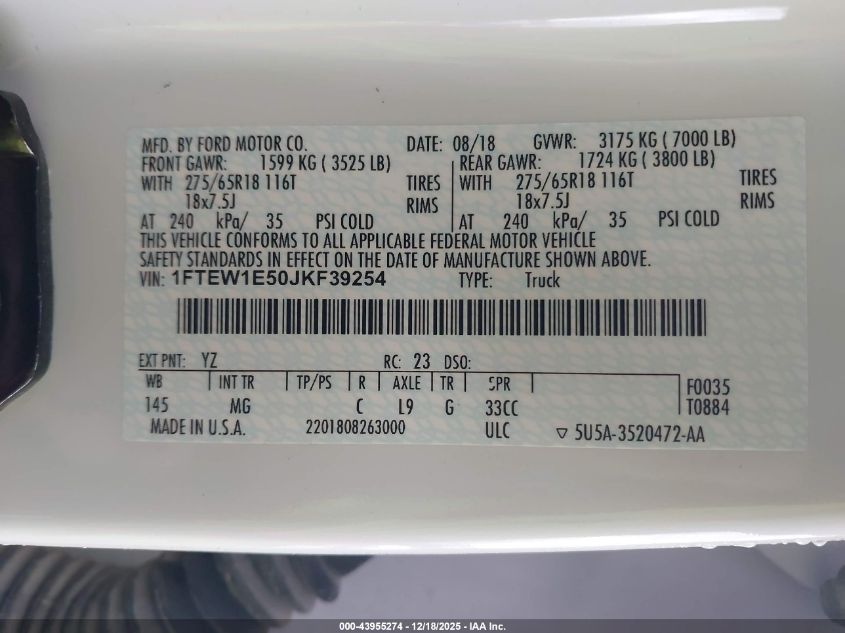 MFD. BY FORD MOTOR CO. DATE: 08/18 GVWR: 3175 KG ( 7000 LB)
FRONT GAWR: 1599 KG ( 3525 LB) REAR GAWR: 1724 KG ( 3800 LB)
WITH 275/65R18 116T TIRES WITH 275/65R18 116T TIRES
18x7.5J RIMS 18x7.5J RIMS
AT 240 kPa/ 35 PSI COLD AT 240 kPa/ 35 PSI COLD
THIS VEHICLE CONFORMS TO ALL APPLICABLE FEDERAL MOTOR VEHICLE
SAFETY STANDARDS IN EFFECT ON THE DATE OF MANUFACTURE SHOWN ABOVE.
VIN: 1FTEW1E50JKF39254 TYPE: Truck
EXT PNT: YZ RC: 23 DSO:
WB INT TR TP/PS R AXLE TR SPR F0035
145 MG C L9 G 33CC T0884
MADE IN U.S.A. 2201808263000 ULC ▽ 5U5A-3520472-AA
000-43955274 - 12/18/2025 - IAA Inc.